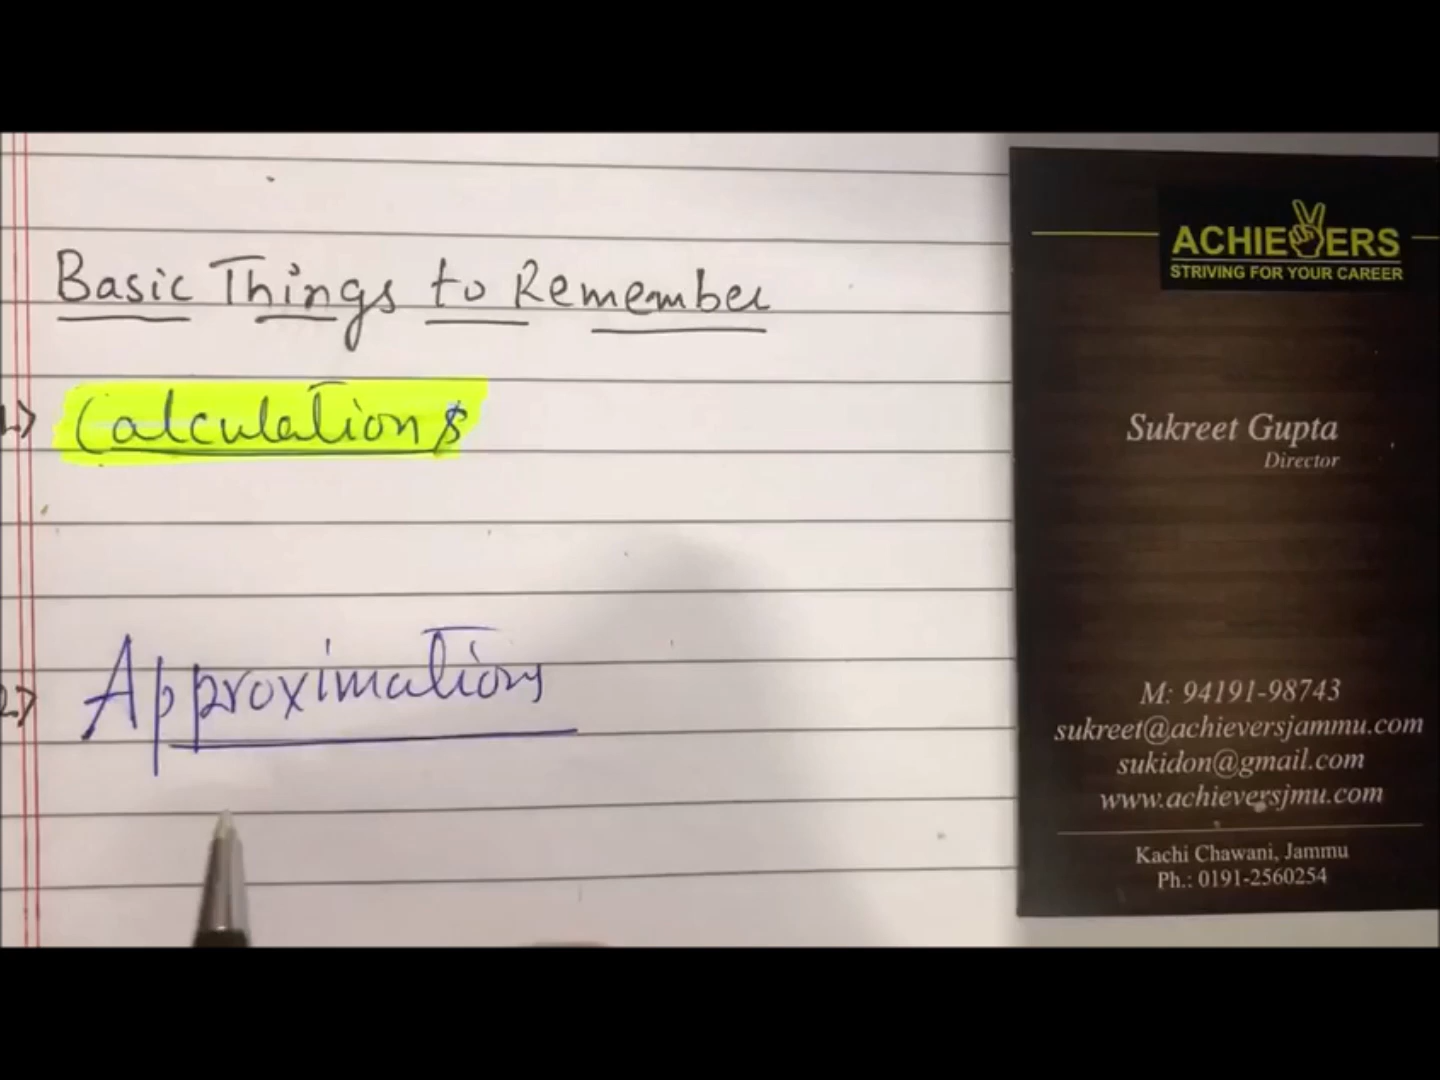 Basic Things to Remember
1) Calculations
2) Approximations
ACHIEVERS
STRIVING FOR YOUR CAREER
Sukreet Gupta
Director
M: 94191-98743
sukreet@achieversjammu.com
sukidon@gmail.com
www.achieversjmu.com
Kachi Chawani, Jammu
Ph.: 0191-2560254